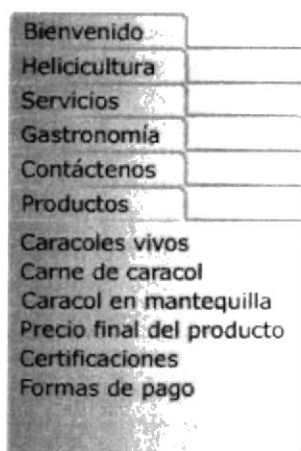 Bienvenido
Helicicultura
Servicios
Gastronomía
Contáctenos
Productos
Caracoles vivos
Carne de caracol
Caracol en mantequilla
Precio final del producto
Certificaciones
Formas de pago